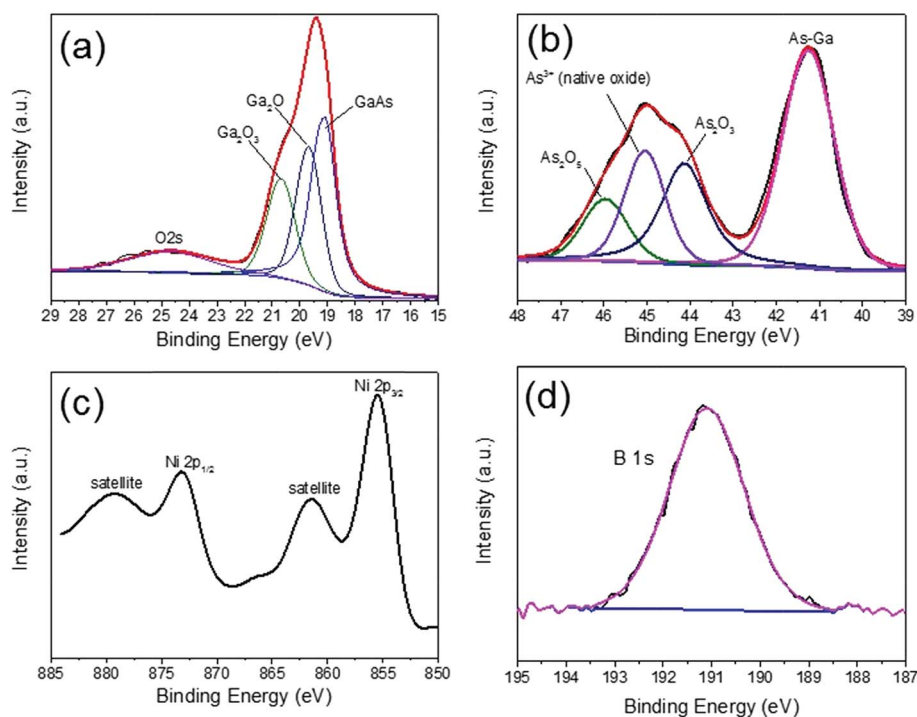 (a)
Ga₂O
GaAs
Ga₂O₃
O2s
Intensity (a.u.)
29 28 27 26 25 24 23 22 21 20 19 18 17 16 15
Binding Energy (eV)
(b)
As-Ga
As³⁺ (native oxide)
As₂O₃
As₂O₅
Intensity (a.u.)
48 47 46 45 44 43 42 41 40 39
Binding Energy (eV)
(c)
Ni 2p₃/₂
Ni 2p₁/₂
satellite
satellite
Intensity (a.u.)
885 880 875 870 865 860 855 850
Binding Energy (eV)
(d)
B 1s
Intensity (a.u.)
195 194 193 192 191 190 189 188 187
Binding Energy (eV)